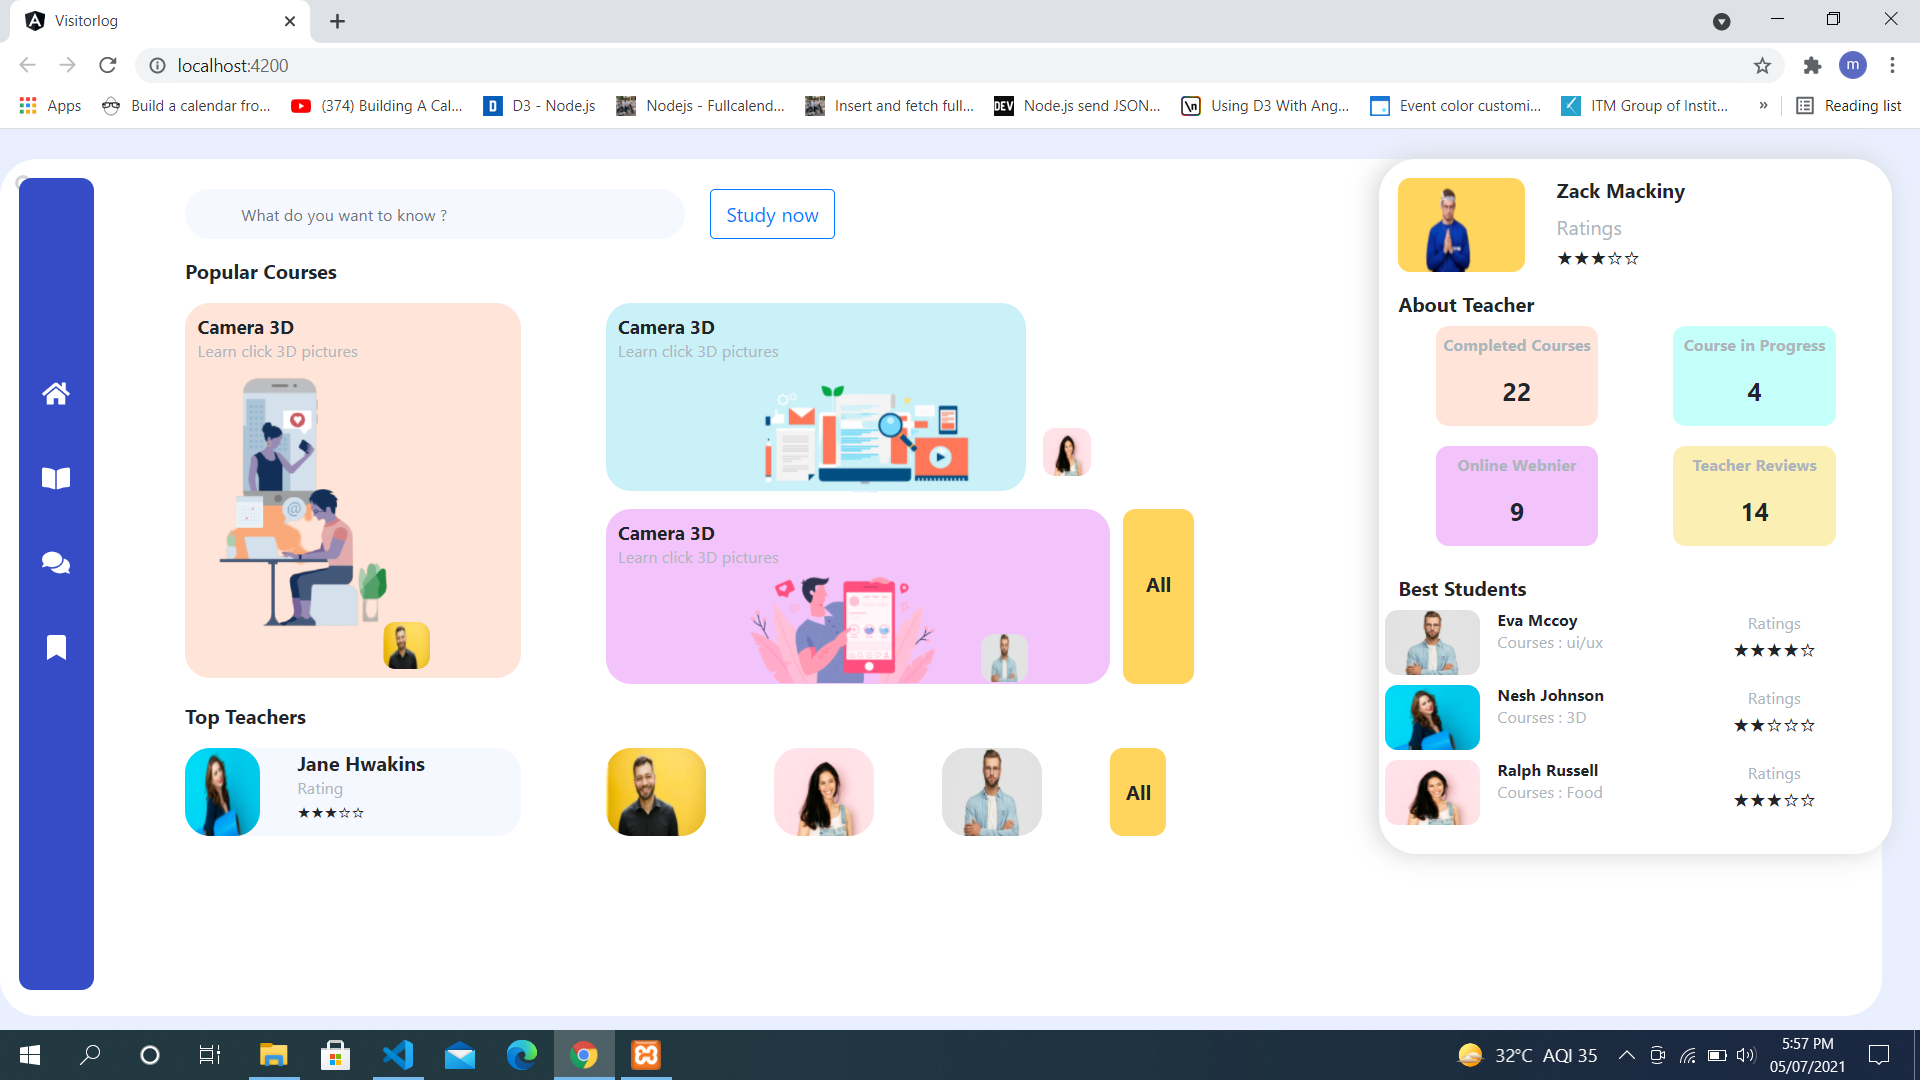 Visitorlog
localhost:4200
m
Apps
Build a calendar fro...
(374) Building A Cal...
D
D3 - Node.js
Nodejs - Fullcalend...
Insert and fetch full...
DEV
Node.js send JSON...
\n
Using D3 With Ang...
Event color customi...
ITM Group of Instit...
»
Reading list
What do you want to know ?
Study now
Popular Courses
Camera 3D
Learn click 3D pictures
Camera 3D
Learn click 3D pictures
Camera 3D
Learn click 3D pictures
All
Top Teachers
Jane Hwakins
Rating
★★★☆☆
All
Zack Mackiny
Ratings
★★★☆☆
About Teacher
Completed Courses
22
Course in Progress
4
Online Webnier
9
Teacher Reviews
14
Best Students
Eva Mccoy
Courses : ui/ux
Ratings
★★★★☆
Nesh Johnson
Courses : 3D
Ratings
★★☆☆☆
Ralph Russell
Courses : Food
Ratings
★★★☆☆
32°C AQI 35
5:57 PM
05/07/2021